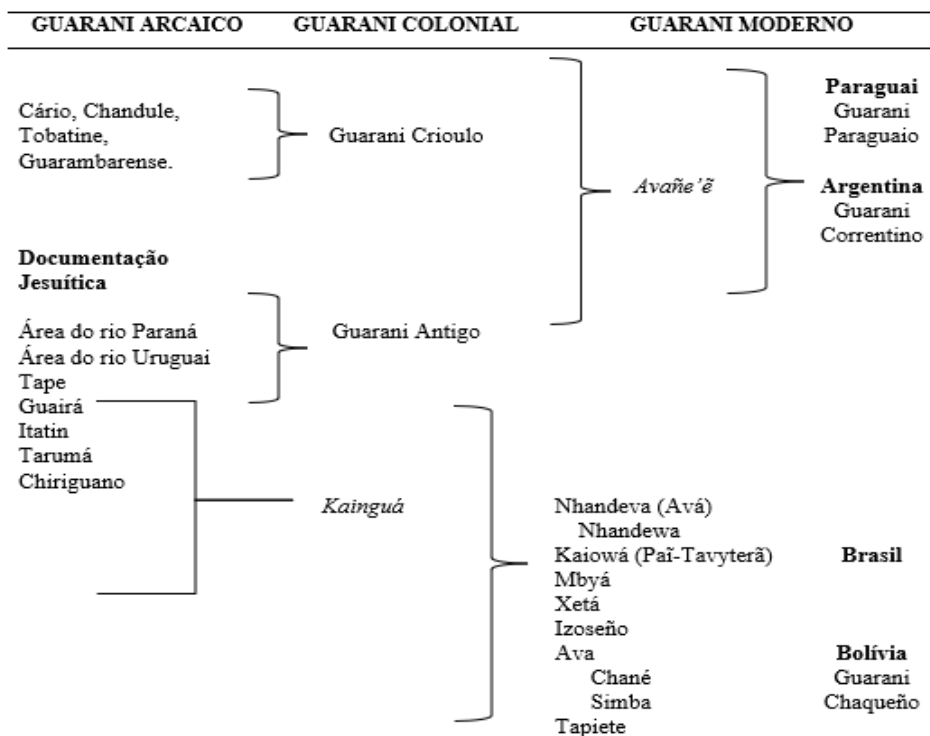 GUARANI ARCAICO GUARANI COLONIAL GUARANI MODERNO
Paraguai
Cário, Chandule, Guarani
Tobatine, Guarani Crioulo Paraguaio
Guarambarense.
Avañe’ẽ Argentina
Guarani
Correntino
Documentação
Jesuítica
Área do rio Paraná Guarani Antigo
Área do rio Uruguai
Tape
Guairá
Itatin
Tarumá
Chiriguano
Kainguá
Nhandeva (Avá)
Nhandewa
Kaiowá (Paĩ-Tavyterã) Brasil
Mbyá
Xetá
Izoseño
Ava Bolívia
Chané Guarani
Simba Chaqueño
Tapiete